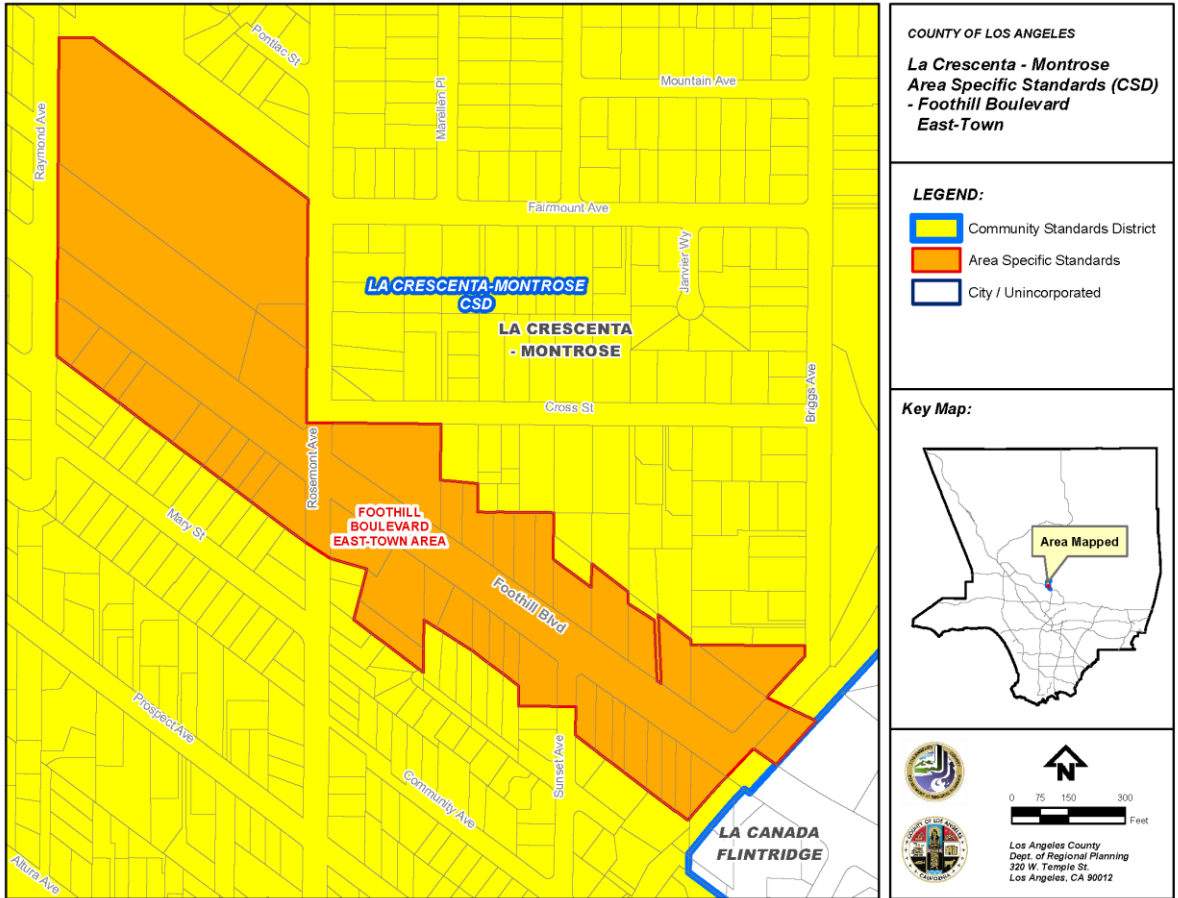 Pontiac St
Raymond Ave
Marellen Pl
Mountain Ave
Fairmount Ave
Janvier Wy
LA CRESCENTA-MONTROSE
CSD
LA CRESCENTA
- MONTROSE
Briggs Ave
Cross St
Rosemont Ave
FOOTHILL
BOULEVARD
EAST-TOWN AREA
Mary St
Foothill Blvd
Prospect Ave
Sunset Ave
Community Ave
Altura Ave
LA CANADA
FLINTRIDGE
COUNTY OF LOS ANGELES
La Crescenta - Montrose
Area Specific Standards (CSD)
- Foothill Boulevard
East-Town
LEGEND:
Community Standards District
Area Specific Standards
City / Unincorporated
Key Map:
Area Mapped
N
0 75 150 300
Feet
Los Angeles County
Dept. of Regional Planning
320 W. Temple St.
Los Angeles, CA 90012